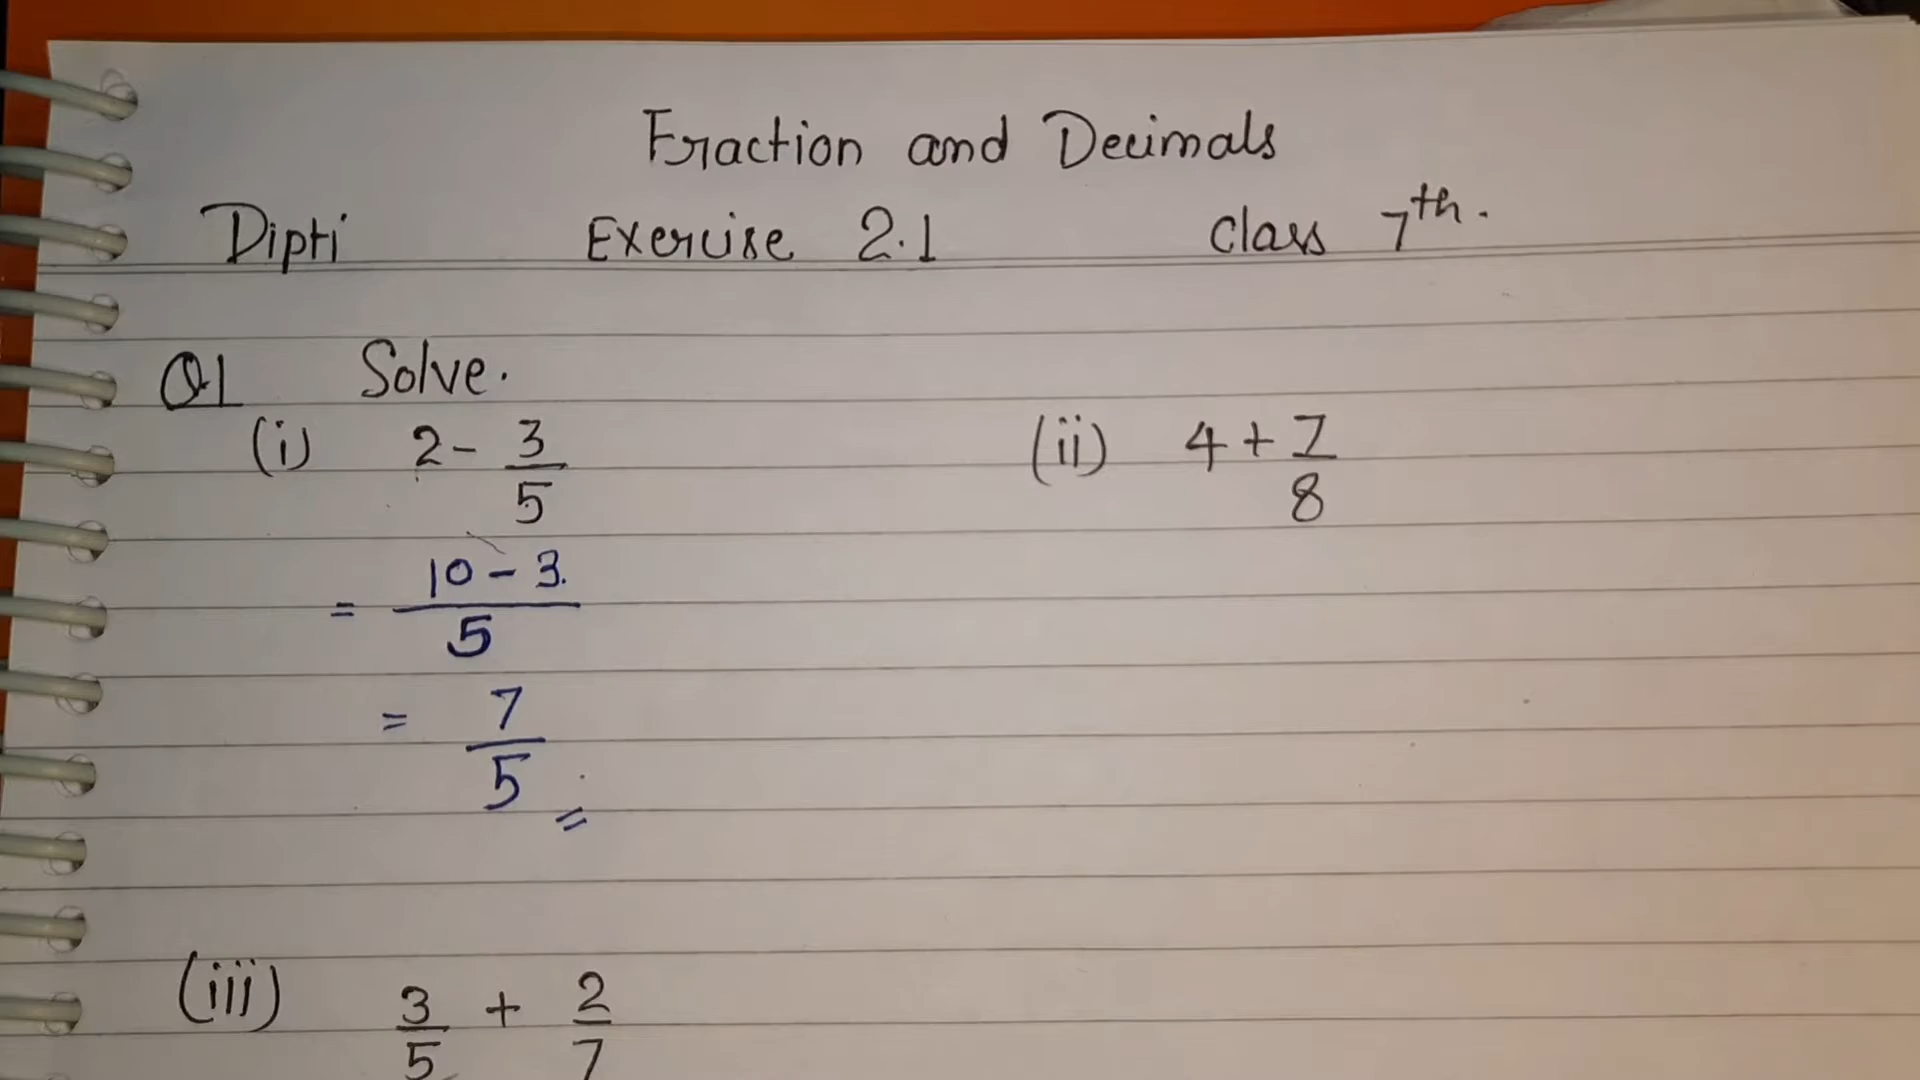 Fraction and Decimals
Dipti Exercise 2.1 class 7th.
Q1 Solve.
(i) 2 - 3/5 (ii) 4 + 7/8
= 10 - 3/5
= 7/5 =
(iii) 3/5 + 2/7